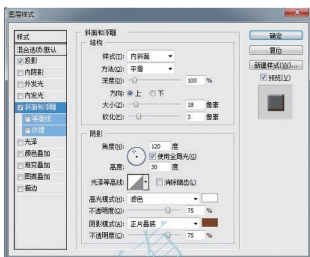 图层样式
样式
混合选项:默认
投影
内阴影
外发光
内发光
斜面和浮雕
等高线
纹理
光泽
颜色叠加
渐变叠加
图案叠加
描边
斜面和浮雕
结构
样式(T): 内斜面
方法(Q): 平滑
深度(D): 100 %
方向: 上 下
大小(Z): 18 像素
软化(F): 3 像素
阴影
角度(N): 120 度
使用全局光(G)
高度: 30 度
光泽等高线: 消除锯齿(L)
高光模式(H): 滤色
不透明度(O): 75 %
阴影模式(A): 正片叠底
不透明度(C): 75 %
确定
复位
新建样式(W)...
预览(V)